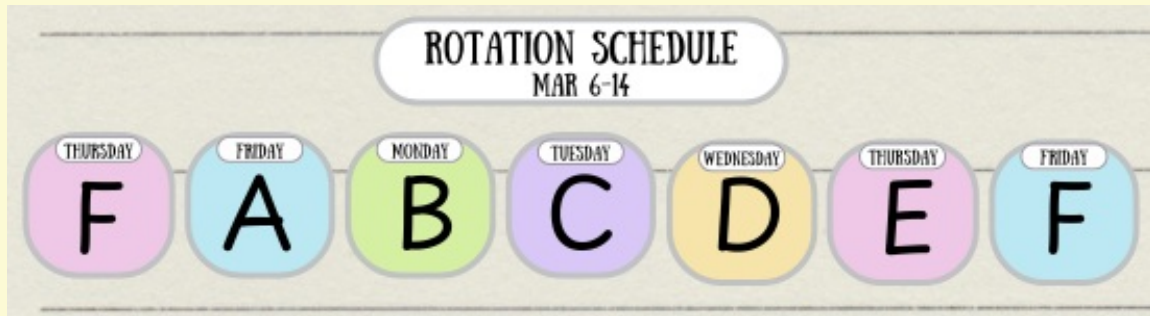 ROTATION SCHEDULE
MAR 6-14
THURSDAY FRIDAY MONDAY TUESDAY WEDNESDAY THURSDAY FRIDAY
F A B C D E F